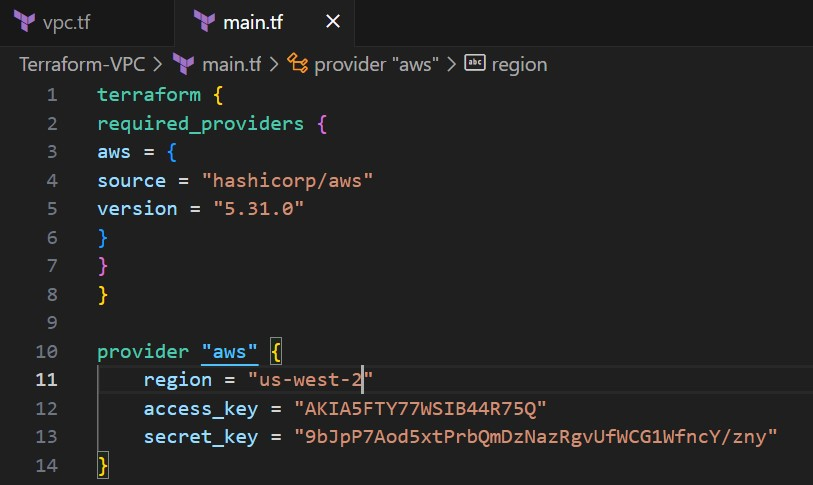 vpc.tf
main.tf
Terraform-VPC > main.tf > provider "aws" > abc region
1 terraform {
2 required_providers {
3 aws = {
4 source = "hashicorp/aws"
5 version = "5.31.0"
6 }
7 }
8 }
9
10 provider "aws" {
11 region = "us-west-2"
12 access_key = "AKIA5FTY77WSIB44R75Q"
13 secret_key = "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"
14 }